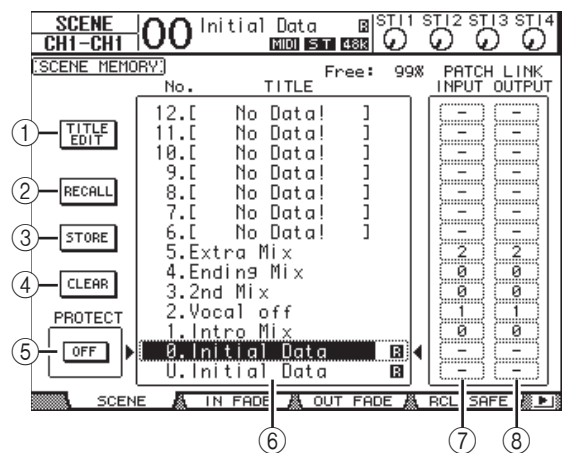 SCENE
CH1-CH1
00 Initial Data R
MIDI ST 48K
STI1 STI2 STI3 STI4
SCENE MEMORY
Free: 99%
PATCH LINK
No. TITLE INPUT OUTPUT
12.[ No Data! ] - -
① TITLE EDIT
11.[ No Data! ] - -
10.[ No Data! ] - -
9.[ No Data! ] - -
② RECALL
8.[ No Data! ] - -
7.[ No Data! ] - -
③ STORE
6.[ No Data! ] - -
5.Extra Mix 2 2
4.Ending Mix 0 0
④ CLEAR
3.2nd Mix 0 0
2.Vocal off 1 1
PROTECT
1.Intro Mix 0 0
⑤ OFF
0.Initial Data R - -
U.Initial Data R - -
SCENE IN FADE OUT FADE RCL SAFE
⑥ ⑦ ⑧